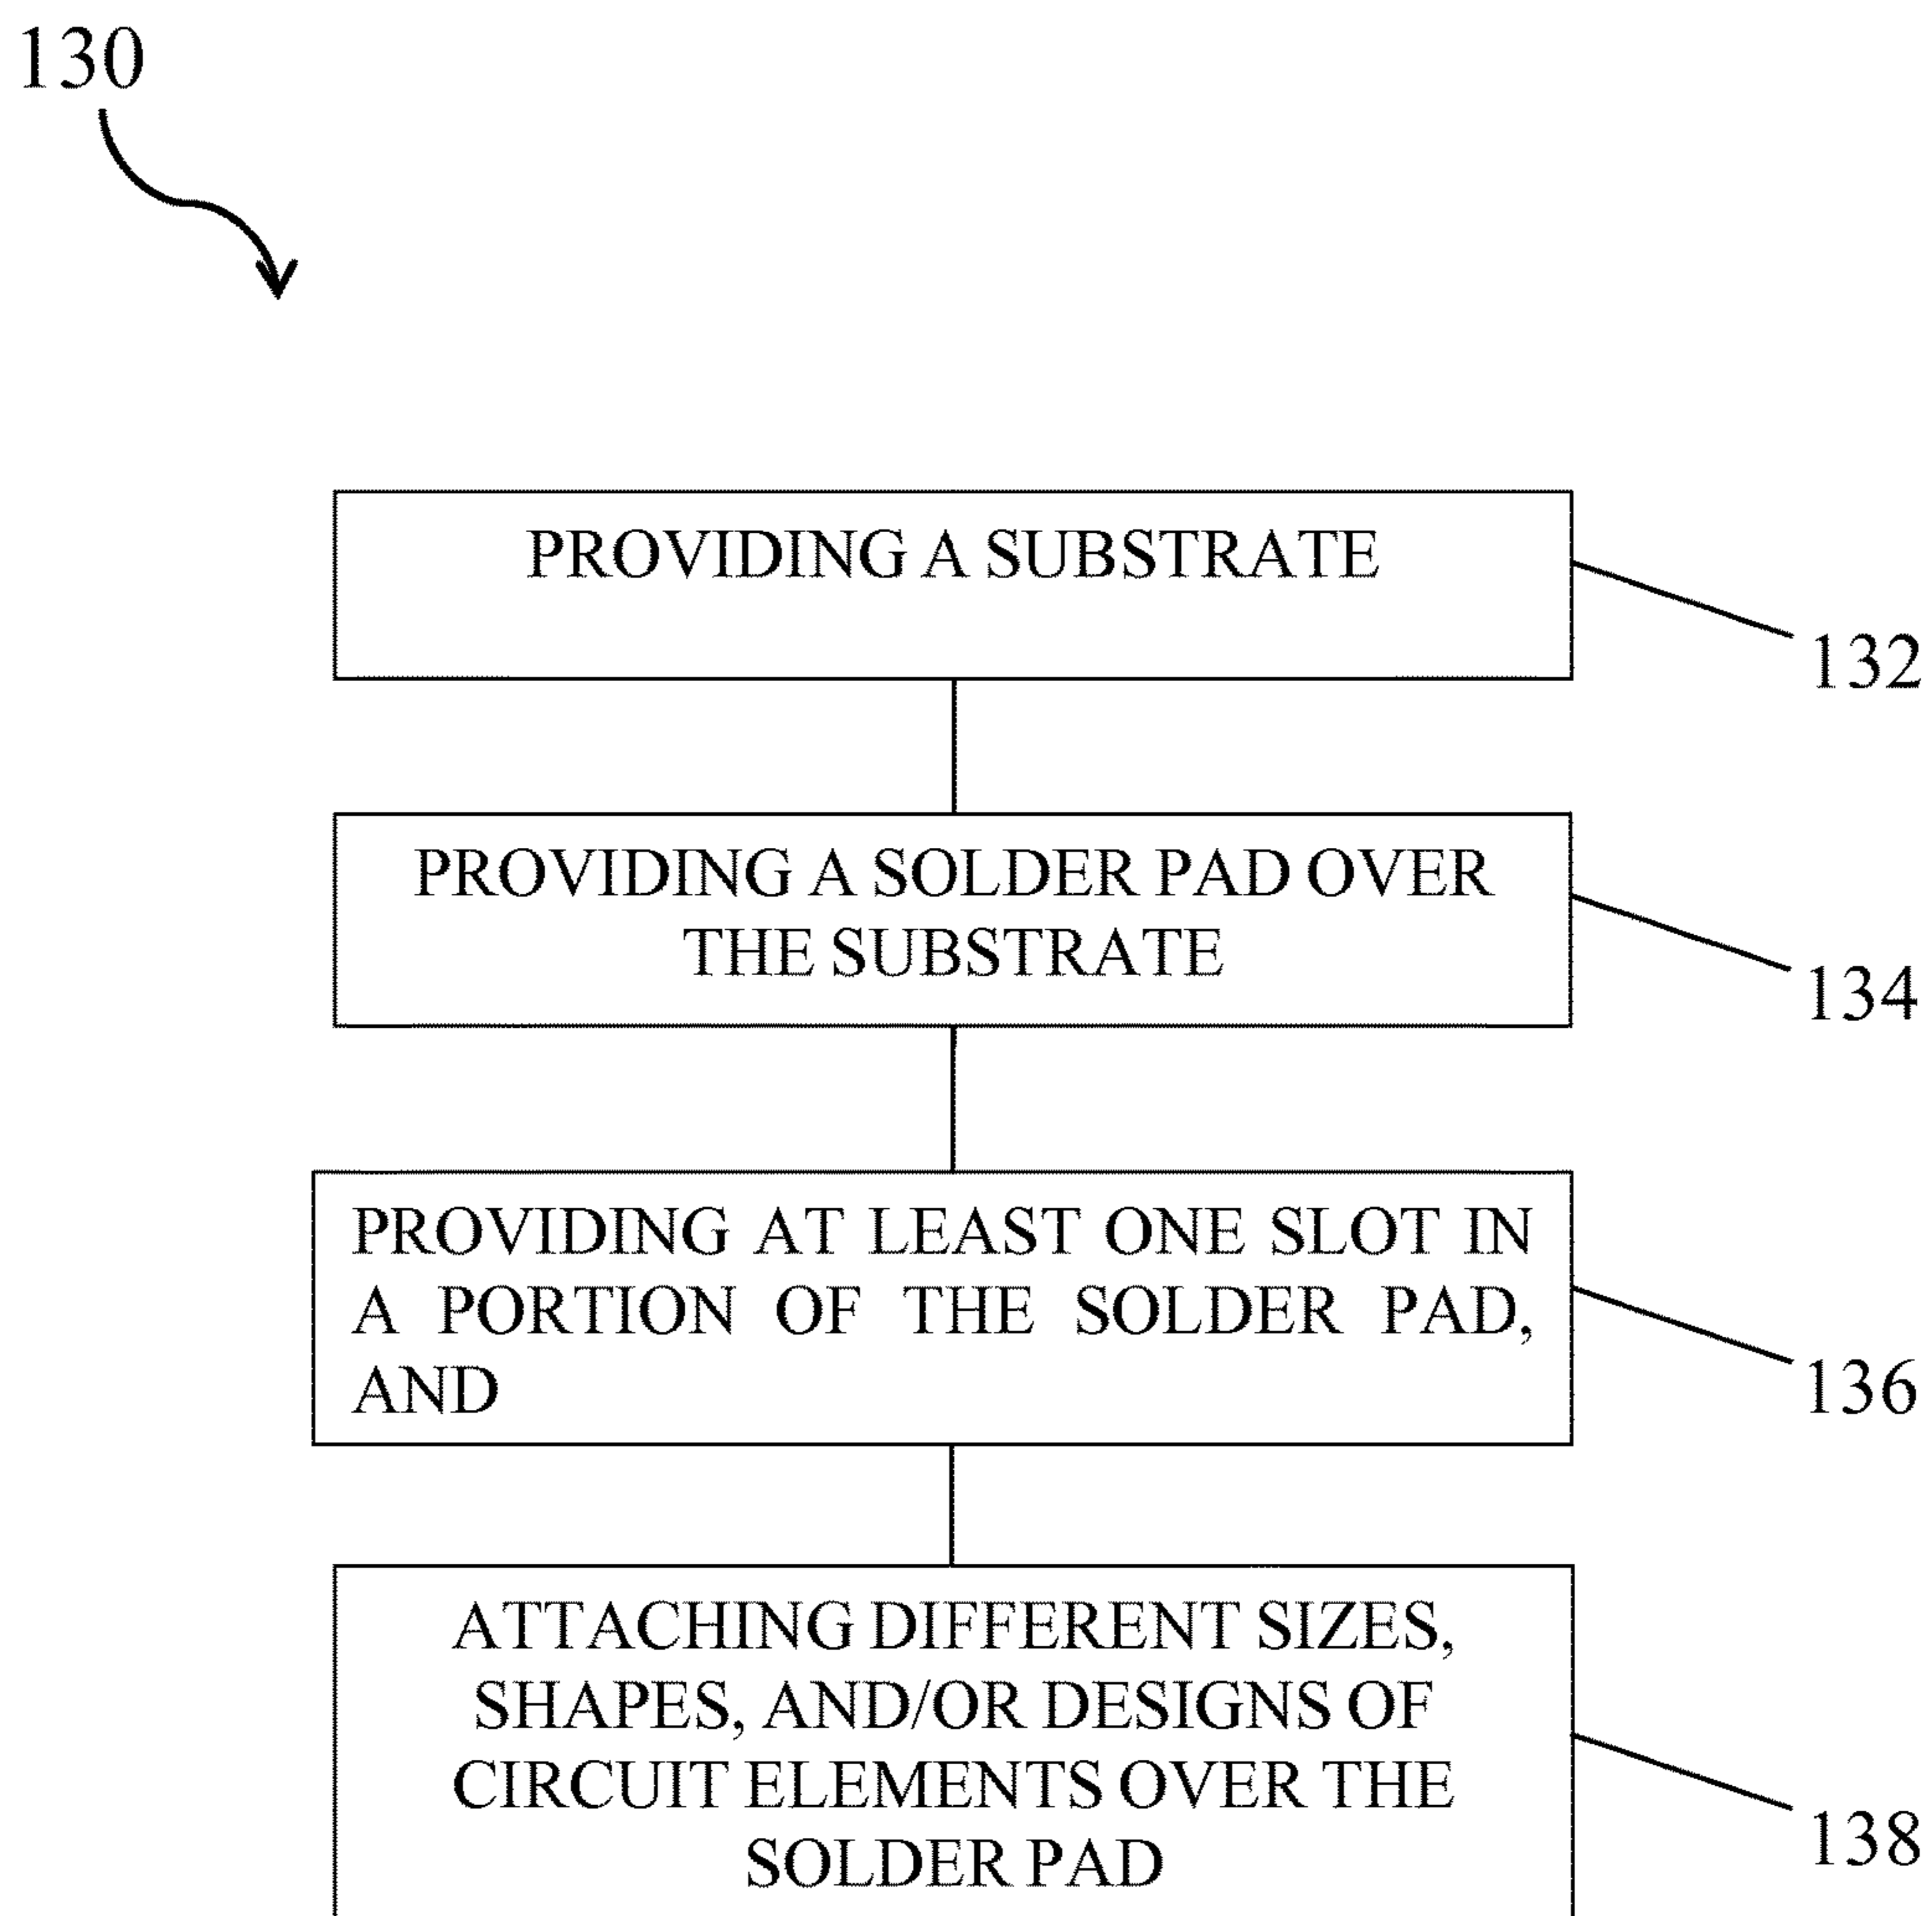 130
PROVIDING A SUBSTRATE
132
PROVIDING A SOLDER PAD OVER
THE SUBSTRATE
134
PROVIDING AT LEAST ONE SLOT IN
A PORTION OF THE SOLDER PAD,
AND
136
ATTACHING DIFFERENT SIZES,
SHAPES, AND/OR DESIGNS OF
CIRCUIT ELEMENTS OVER THE
SOLDER PAD
138